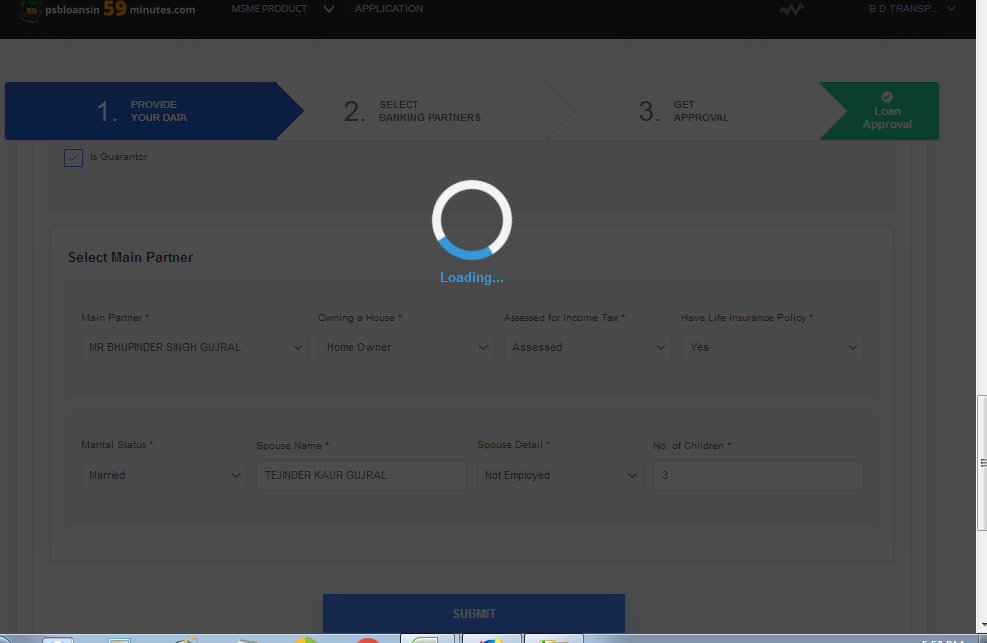 psbloansin 59 minutes.com MSME PRODUCT APPLICATION B D TRANSP...
1. PROVIDE YOUR DATA
2. SELECT BANKING PARTNERS
3. GET APPROVAL
Loan Approval
Is Guarantor
Loading...
Select Main Partner
Main Partner * Owning a House * Assessed for Income Tax * Have Life Insurance Policy *
MR BHUPINDER SINGH GUJRAL Home Owner Assessed Yes
Marital Status * Spouse Name * Spouse Detail * No. of Children *
Married TEJINDER KAUR GUJRAL Not Employed 3
SUBMIT